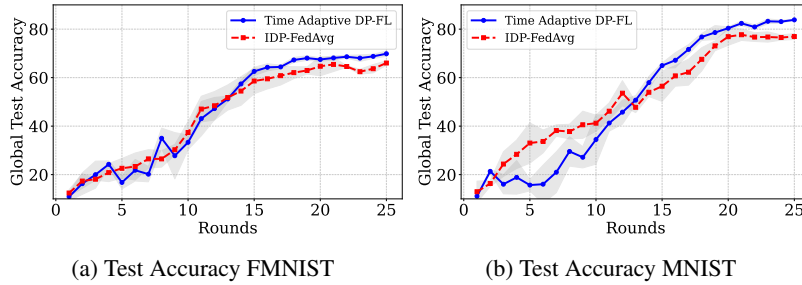 Time Adaptive DP-FL
IDP-FedAvg
80
60
40
20
0
5
10
15
20
25
Global Test Accuracy
Rounds
(a) Test Accuracy FMNIST
Time Adaptive DP-FL
IDP-FedAvg
80
60
40
20
0
5
10
15
20
25
Global Test Accuracy
Rounds
(b) Test Accuracy MNIST